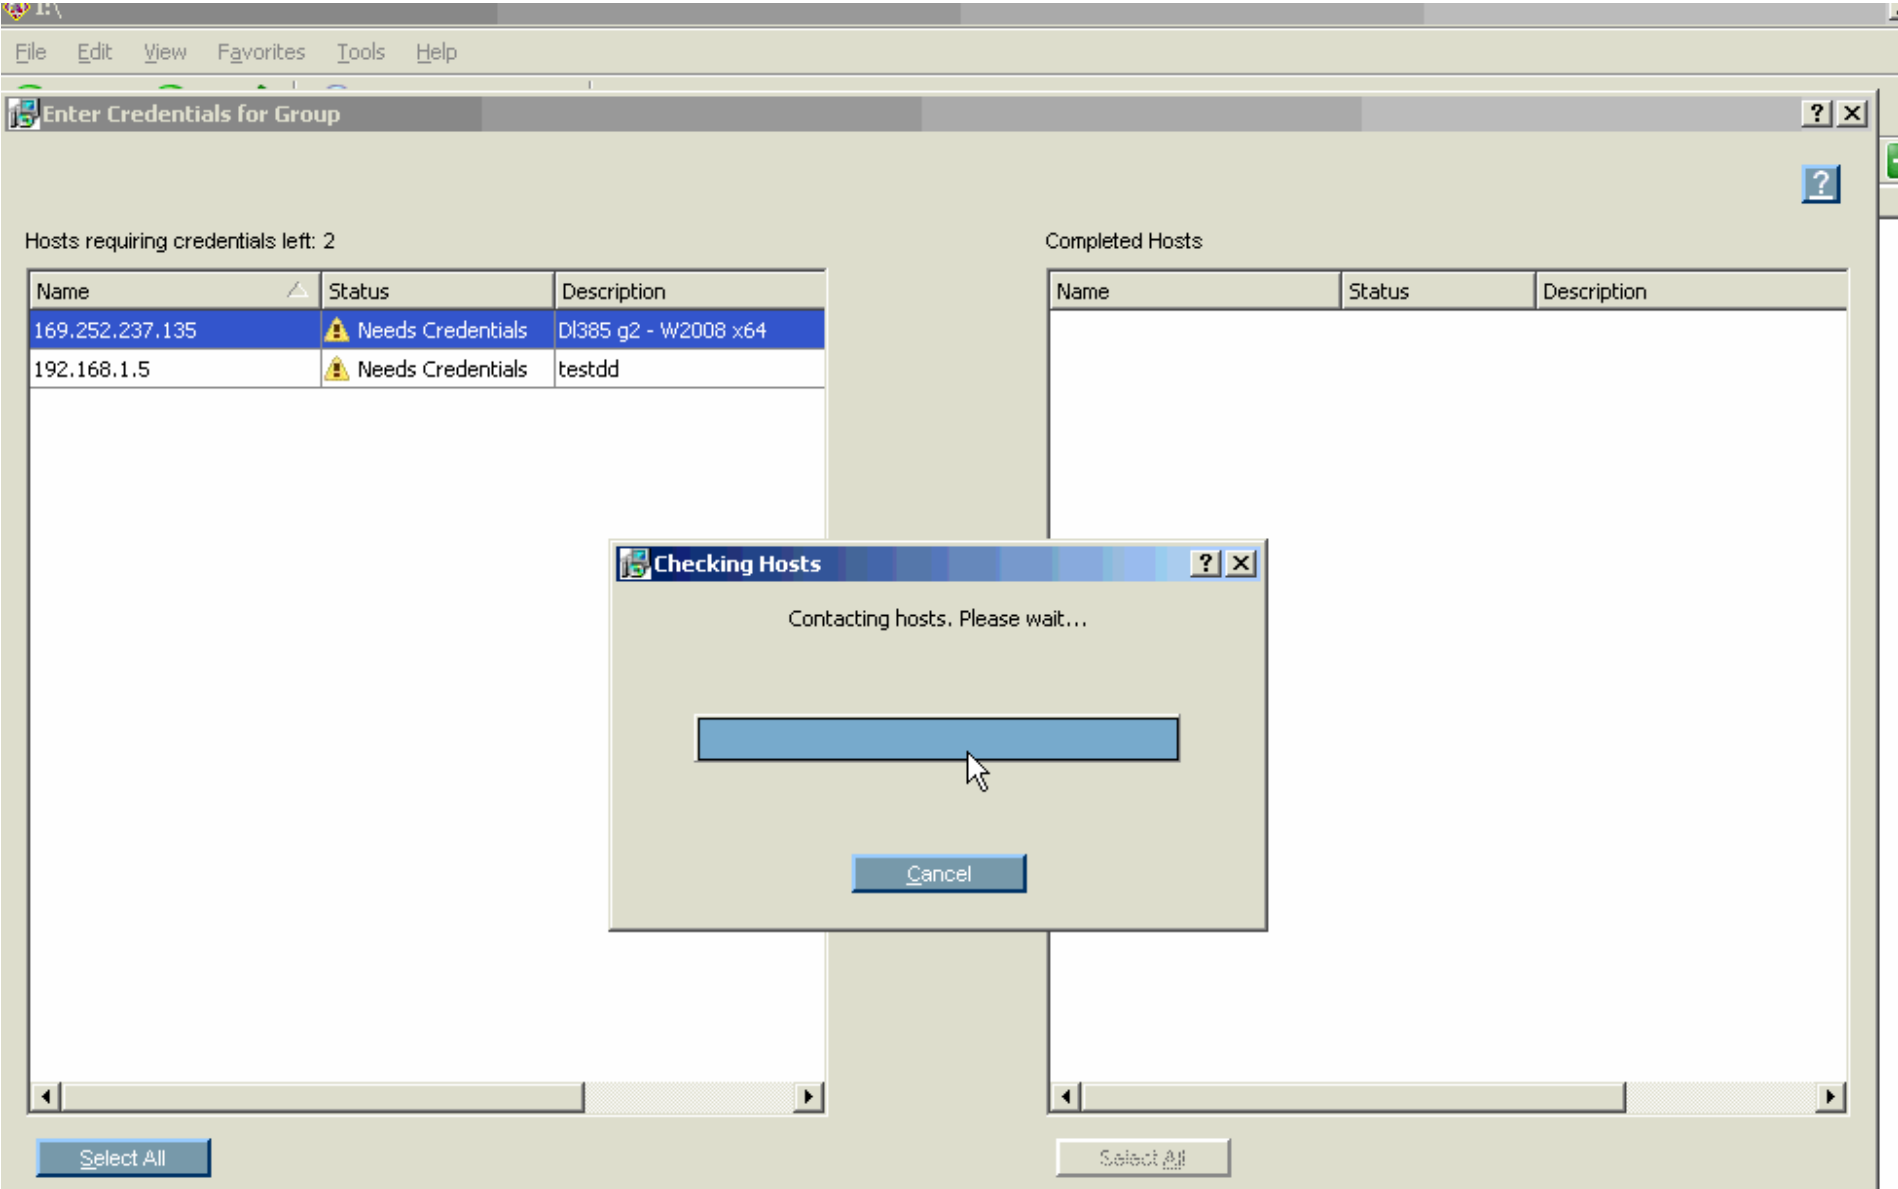 I:\
File Edit View Favorites Tools Help
Enter Credentials for Group
?
Hosts requiring credentials left: 2
Completed Hosts
Name Status Description
Name Status Description
169.252.237.135 Needs Credentials Dl385 g2 - W2008 x64
192.168.1.5 Needs Credentials testdd
Checking Hosts
Contacting hosts. Please wait...
Cancel
Select All
Select All